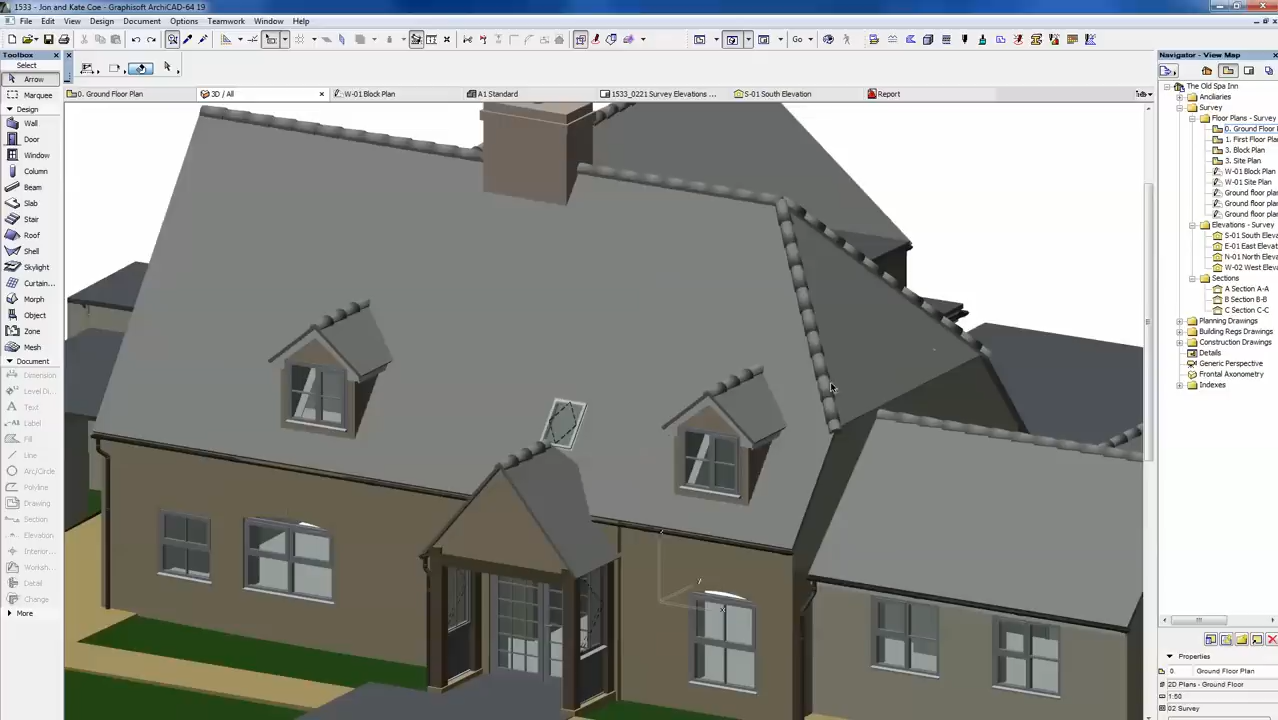 1533 - Jon and Kate Coe - Graphisoft ArchiCAD-64 19
File Edit View Design Document Options Teamwork Window Help
Toolbox
Select
Arrow
Marquee
Design
Wall
Door
Window
Column
Beam
Slab
Stair
Roof
Shell
Skylight
Curtain...
Morph
Object
Zone
Mesh
Document
Dimension
Level Di...
Text
Label
Fill
Line
Arc/Circle
Polyline
Drawing
Section
Elevation
Interior...
Worksh...
Detail
Change
More
Go
0. Ground Floor Plan
3D / All
W-01 Block Plan
A1 Standard
1533_0221 Survey Elevations ...
S-01 South Elevation
Report
Navigator - View Map
The Old Spa Inn
Anciliaries
Survey
Floor Plans - Survey
0. Ground Floor
1. First Floor Pla
3. Block Plan
3. Site Plan
W-01 Block Plan
W-01 Site Plan
Ground floor plan
Ground floor plan
Ground floor plan
Elevations - Survey
S-01 South Eleva
E-01 East Elevat
N-01 North Eleva
W-02 West Eleva
Sections
A Section A-A
B Section B-B
C Section C-C
Planning Drawings
Building Regs Drawings
Construction Drawings
Details
Generic Perspective
Frontal Axonometry
Indexes
Properties
0. Ground Floor Plan
2D Plans - Ground Floor
1:50
02 Survey